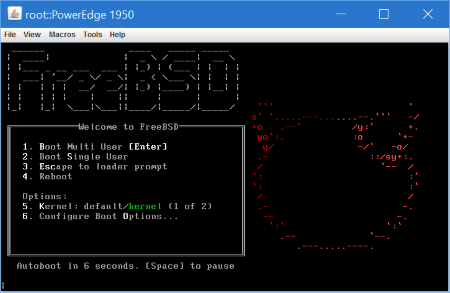 root::PowerEdge 1950
File View Macros Tools Help
FreeBSD
Welcome to FreeBSD
1. Boot Multi User [Enter]
2. Boot Single User
3. Escape to loader prompt
4. Reboot
Options:
5. Kernel: default/kernel (1 of 2)
6. Configure Boot Options...
Autoboot in 6 seconds. [Space] to pause